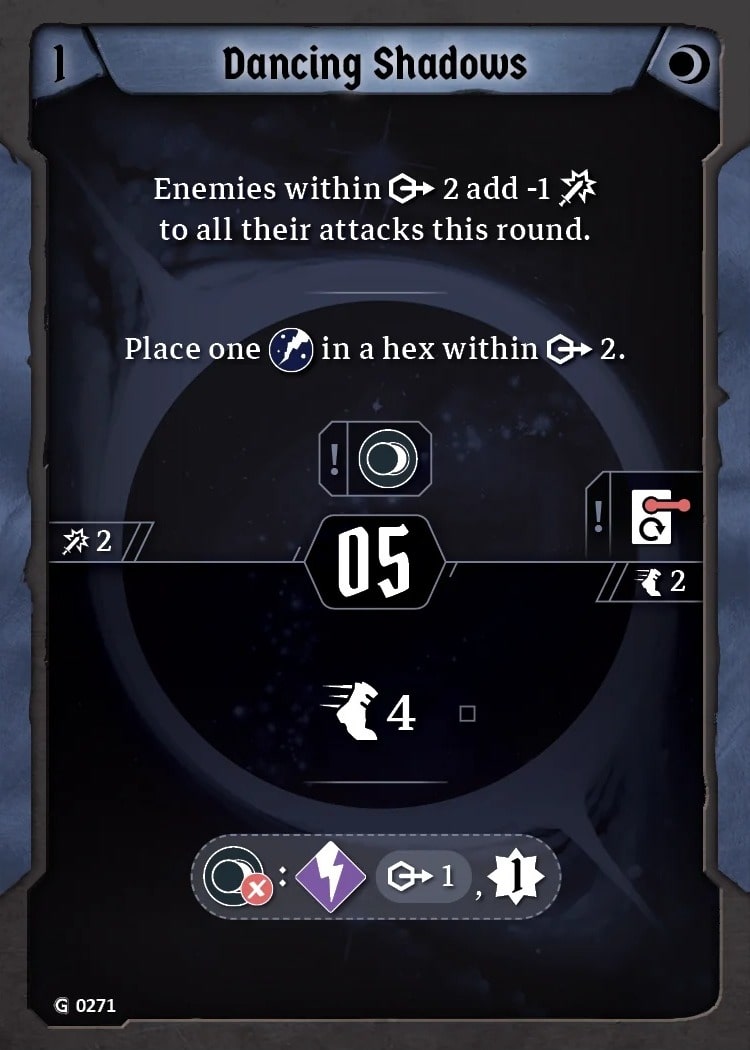 1
Dancing Shadows
Enemies within 2 add -1
to all their attacks this round.
Place one in a hex within 2.
!
!
2
05
2
4
: 1 , 1
G 0271